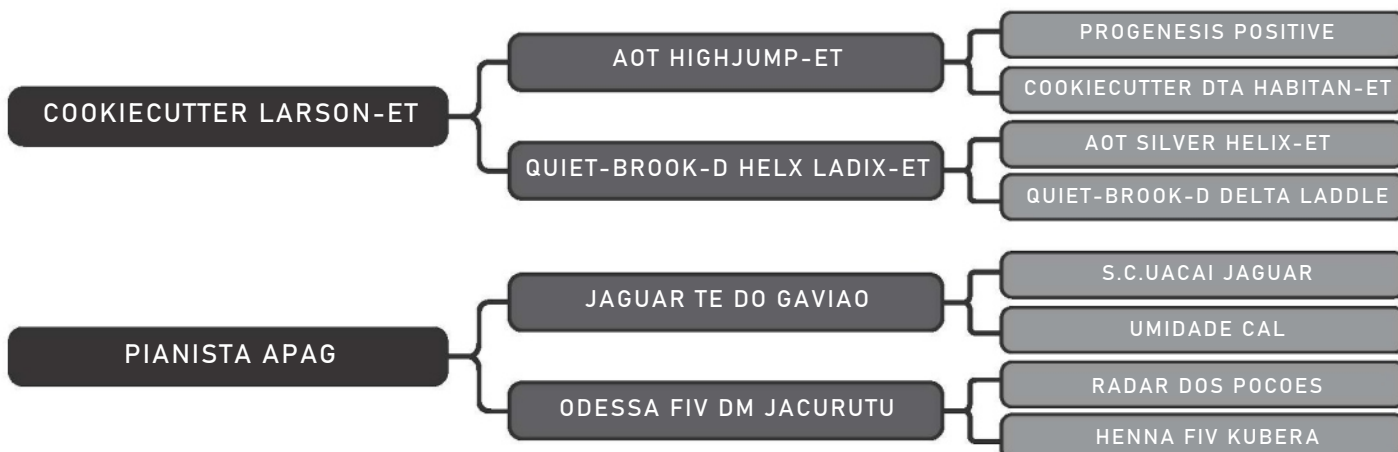 COOKIECUTTER LARSON-ET
AOT HIGHJUMP-ET
PROGENESIS POSITIVE
COOKIECUTTER DTA HABITAN-ET
QUIET-BROOK-D HELX LADIX-ET
AOT SILVER HELIX-ET
QUIET-BROOK-D DELTA LADDLE
PIANISTA APAG
JAGUAR TE DO GAVIAO
S.C.UACAI JAGUAR
UMIDADE CAL
ODESSA FIV DM JACURUTU
RADAR DOS POCOES
HENNA FIV KUBERA